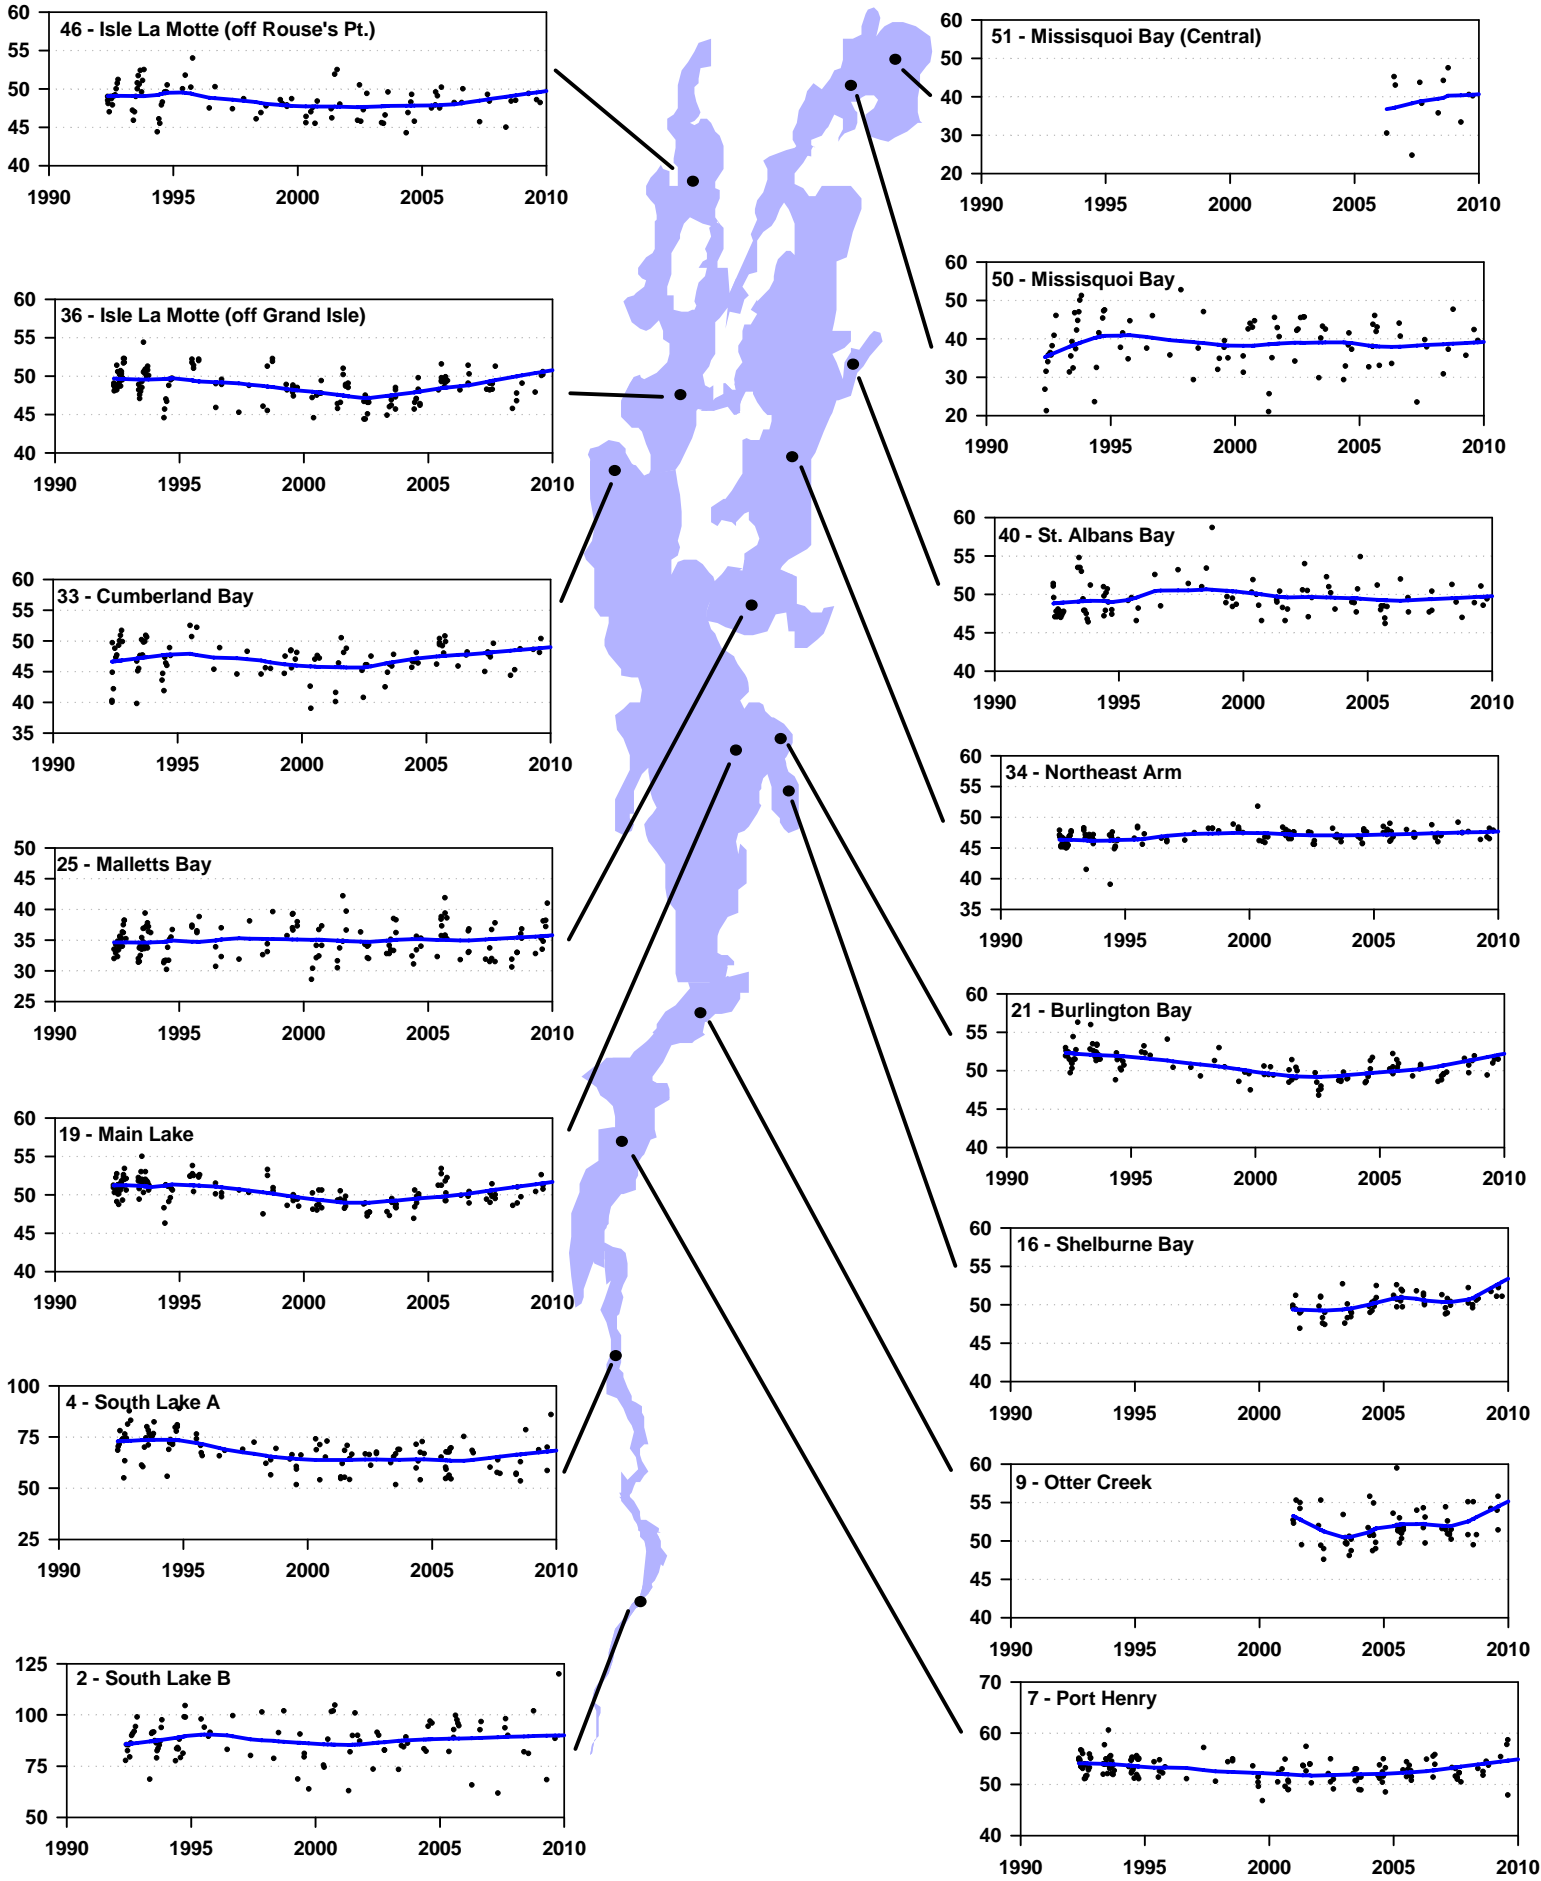 46 - Isle La Motte (off Rouse's Pt.)
60
55
50
45
40
1990 1995 2000 2005 2010
36 - Isle La Motte (off Grand Isle)
60
55
50
45
40
1990 1995 2000 2005 2010
33 - Cumberland Bay
60
55
50
45
40
35
1990 1995 2000 2005 2010
25 - Malletts Bay
50
45
40
35
30
25
1990 1995 2000 2005 2010
19 - Main Lake
60
55
50
45
40
1990 1995 2000 2005 2010
4 - South Lake A
100
75
50
25
1990 1995 2000 2005 2010
2 - South Lake B
125
100
75
50
1990 1995 2000 2005 2010
51 - Missisquoi Bay (Central)
60
50
40
30
20
1990 1995 2000 2005 2010
50 - Missisquoi Bay
60
50
40
30
20
1990 1995 2000 2005 2010
40 - St. Albans Bay
60
55
50
45
40
1990 1995 2000 2005 2010
34 - Northeast Arm
60
55
50
45
40
35
1990 1995 2000 2005 2010
21 - Burlington Bay
60
55
50
45
40
1990 1995 2000 2005 2010
16 - Shelburne Bay
60
55
50
45
40
1990 1995 2000 2005 2010
9 - Otter Creek
60
55
50
45
40
1990 1995 2000 2005 2010
7 - Port Henry
70
60
50
40
1990 1995 2000 2005 2010